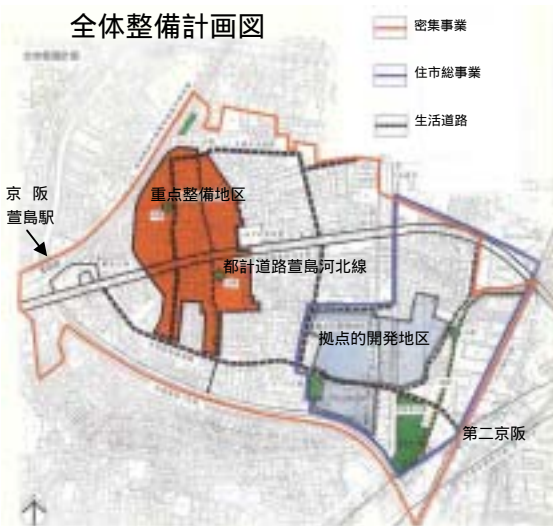 全体整備計画図
密集事業
住市総事業
生活道路
京 阪
萱島駅
重点整備地区
都計道路萱島河北線
拠点的開発地区
第二京阪